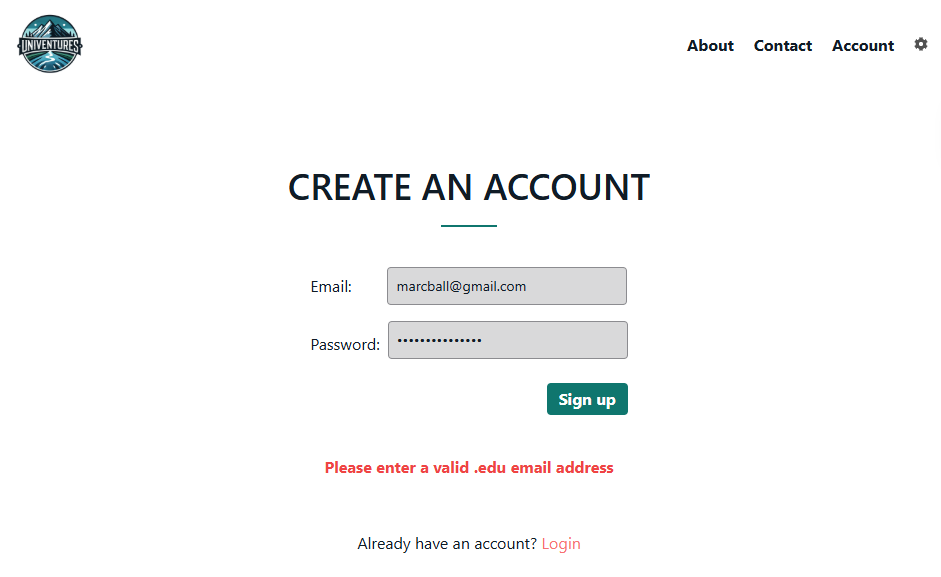 UNIVENTURES
About Contact Account
CREATE AN ACCOUNT
Email: marcball@gmail.com
Password: •••••••••••••••
Sign up
Please enter a valid .edu email address
Already have an account? Login